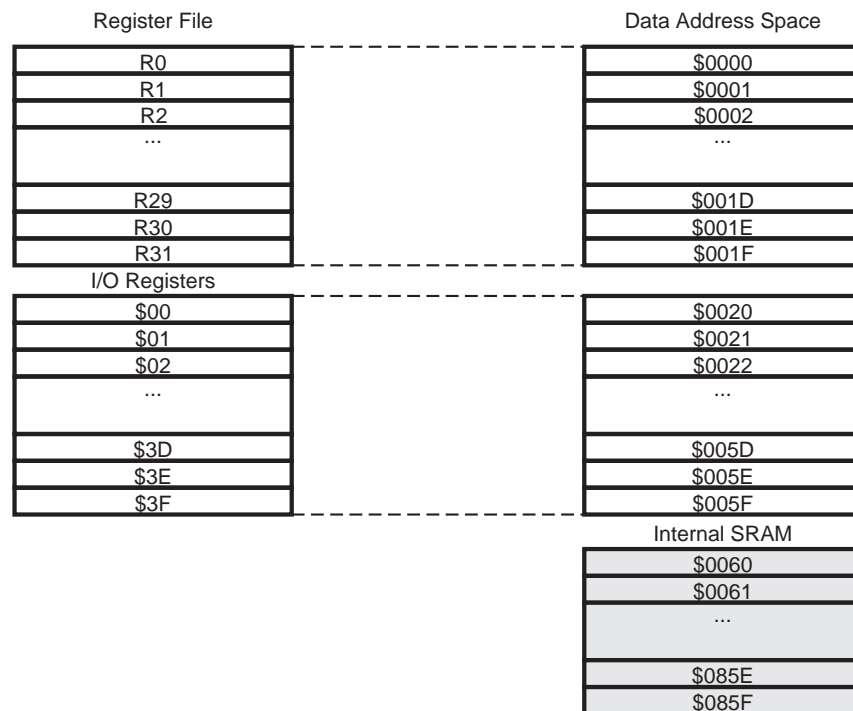 Register File
Data Address Space
R0
$0000
R1
$0001
R2
$0002
...
...
R29
$001D
R30
$001E
R31
$001F
I/O Registers
$00
$0020
$01
$0021
$02
$0022
...
...
$3D
$005D
$3E
$005E
$3F
$005F
Internal SRAM
$0060
$0061
...
$085E
$085F